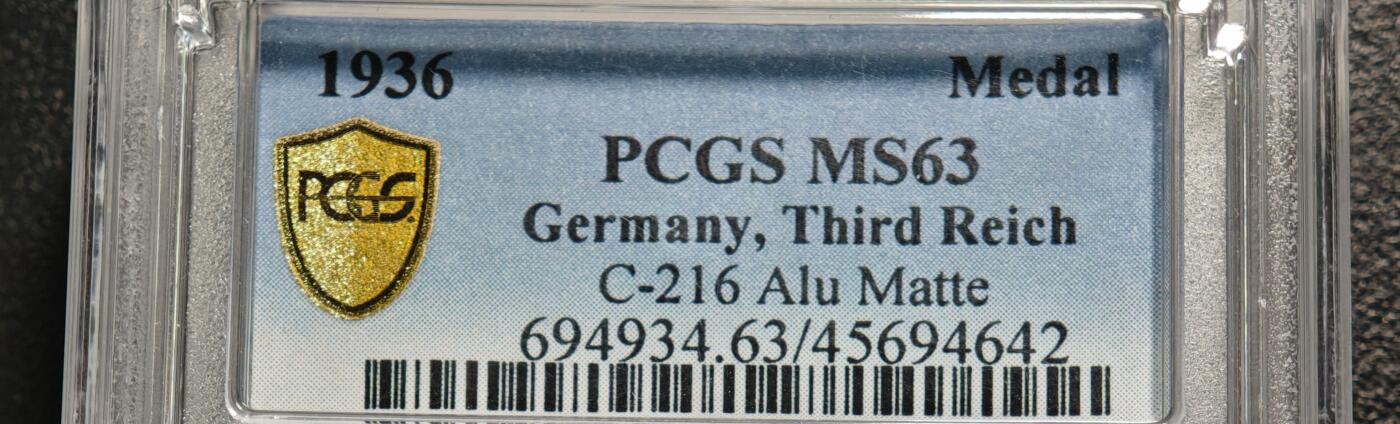 1936 Medal
PCGS MS63
PCGS
Germany, Third Reich
C-216 Alu Matte
694934.63/45694642